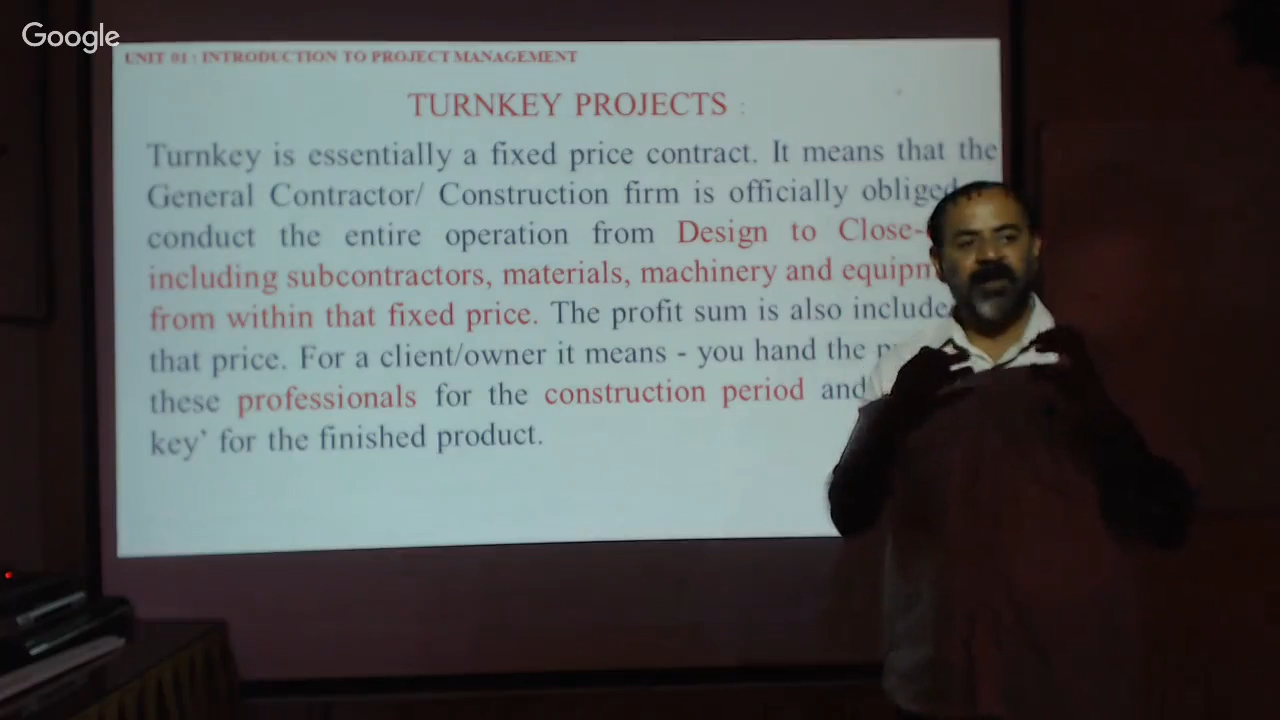 Google
UNIT 01 : INTRODUCTION TO PROJECT MANAGEMENT
TURNKEY PROJECTS :
Turnkey is essentially a fixed price contract. It means that the
General Contractor/ Construction firm is officially obliged
conduct the entire operation from Design to Close-
including subcontractors, materials, machinery and equipm
from within that fixed price. The profit sum is also include
that price. For a client/owner it means - you hand the
these professionals for the construction period and
key’ for the finished product.